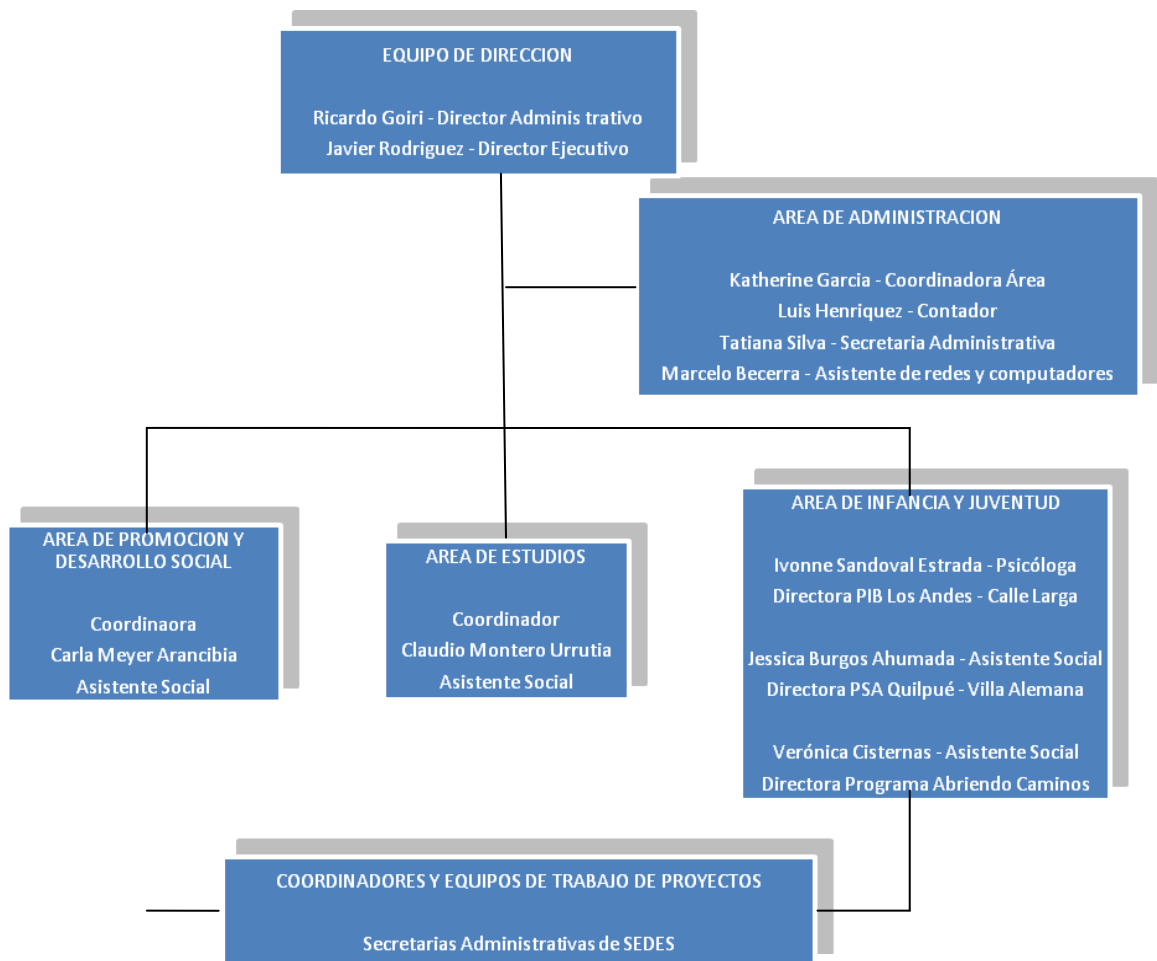 EQUIPO DE DIRECCION
Ricardo Goiri - Director Adminis trativo
Javier Rodriguez - Director Ejecutivo
AREA DE ADMINISTRACION
Katherine Garcia - Coordinadora Área
Luis Henriquez - Contador
Tatiana Silva - Secretaria Administrativa
Marcelo Becerra - Asistente de redes y computadores
AREA DE PROMOCION Y
DESARROLLO SOCIAL
Coordinaora
Carla Meyer Arancibia
Asistente Social
AREA DE ESTUDIOS
Coordinador
Claudio Montero Urrutia
Asistente Social
AREA DE INFANCIA Y JUVENTUD
Ivonne Sandoval Estrada - Psicóloga
Directora PIB Los Andes - Calle Larga
Jessica Burgos Ahumada - Asistente Social
Directora PSA Quilpué - Villa Alemana
Verónica Cisternas - Asistente Social
Directora Programa Abriendo Caminos
COORDINADORES Y EQUIPOS DE TRABAJO DE PROYECTOS
Secretarias Administrativas de SEDES